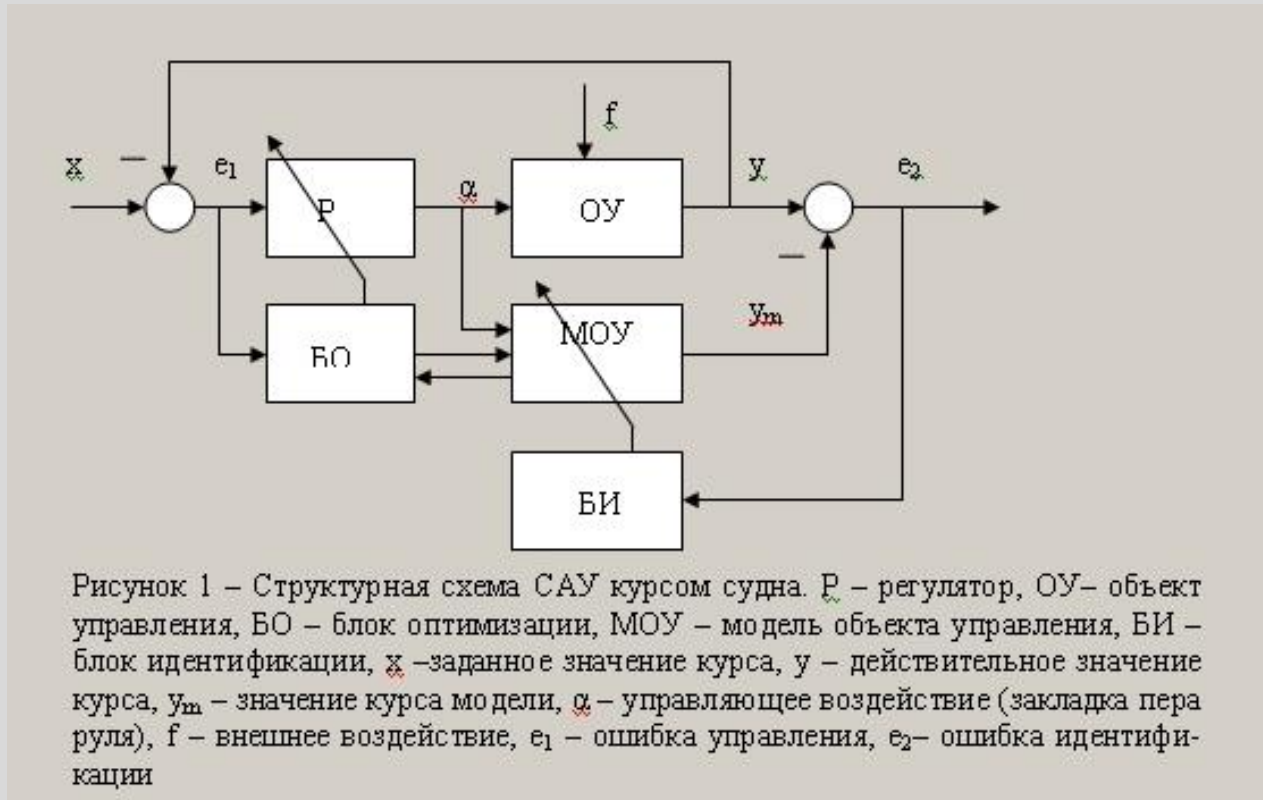 f
x — e₁ α y e₂
Р ОУ
—
yₘ
МОУ
БО
БИ
Рисунок 1 – Структурная схема САУ курсом судна. Р – регулятор, ОУ– объект
управления, БО – блок оптимизации, МОУ – модель объекта управления, БИ –
блок идентификации, х –заданное значение курса, у – действительное значение
курса, yₘ – значение курса модели, α – управляющее воздействие (закладка пера
руля), f – внешнее воздействие, e₁ – ошибка управления, e₂– ошибка идентифи-
кации